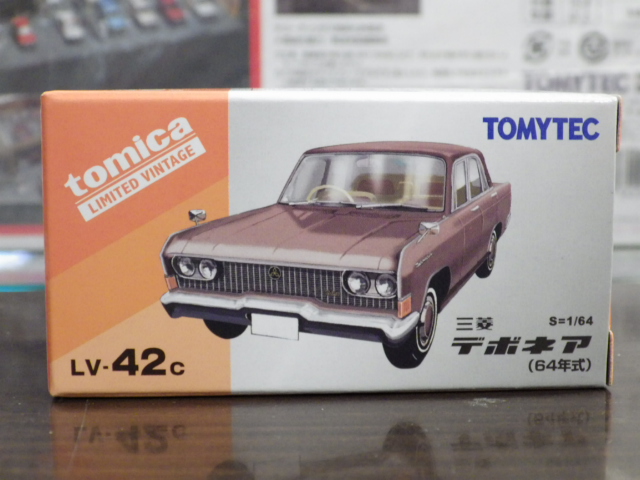 TOMYTEC
tomica
LIMITED VINTAGE
TOMYTEC
三菱 S=1/64
デボネア
(64年式)
LV-42c